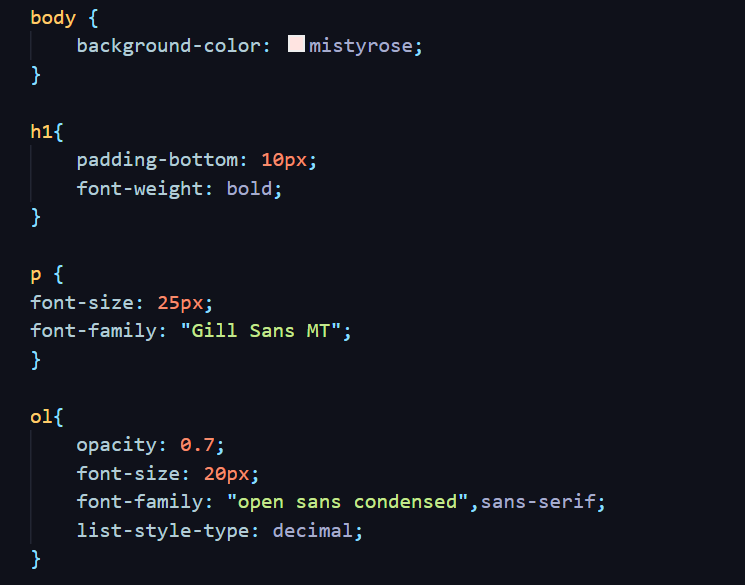 body {
    background-color: mistyrose;
}

h1{
    padding-bottom: 10px;
    font-weight: bold;
}

p {
font-size: 25px;
font-family: "Gill Sans MT";
}

ol{
    opacity: 0.7;
    font-size: 20px;
    font-family: "open sans condensed",sans-serif;
    list-style-type: decimal;
}